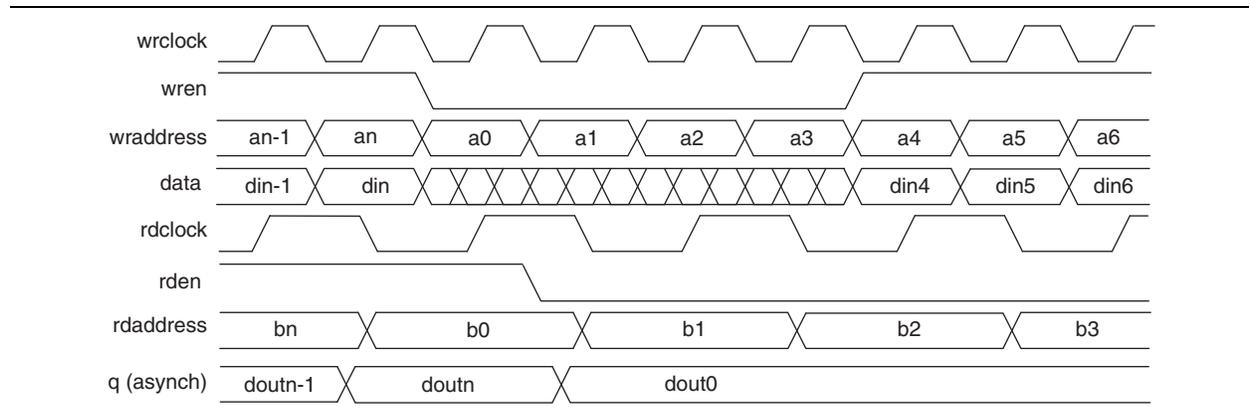 wrclock
wren
wraddress an-1 an a0 a1 a2 a3 a4 a5 a6
data din-1 din din4 din5 din6
rdclock
rden
rdaddress bn b0 b1 b2 b3
q (asynch) doutn-1 doutn dout0